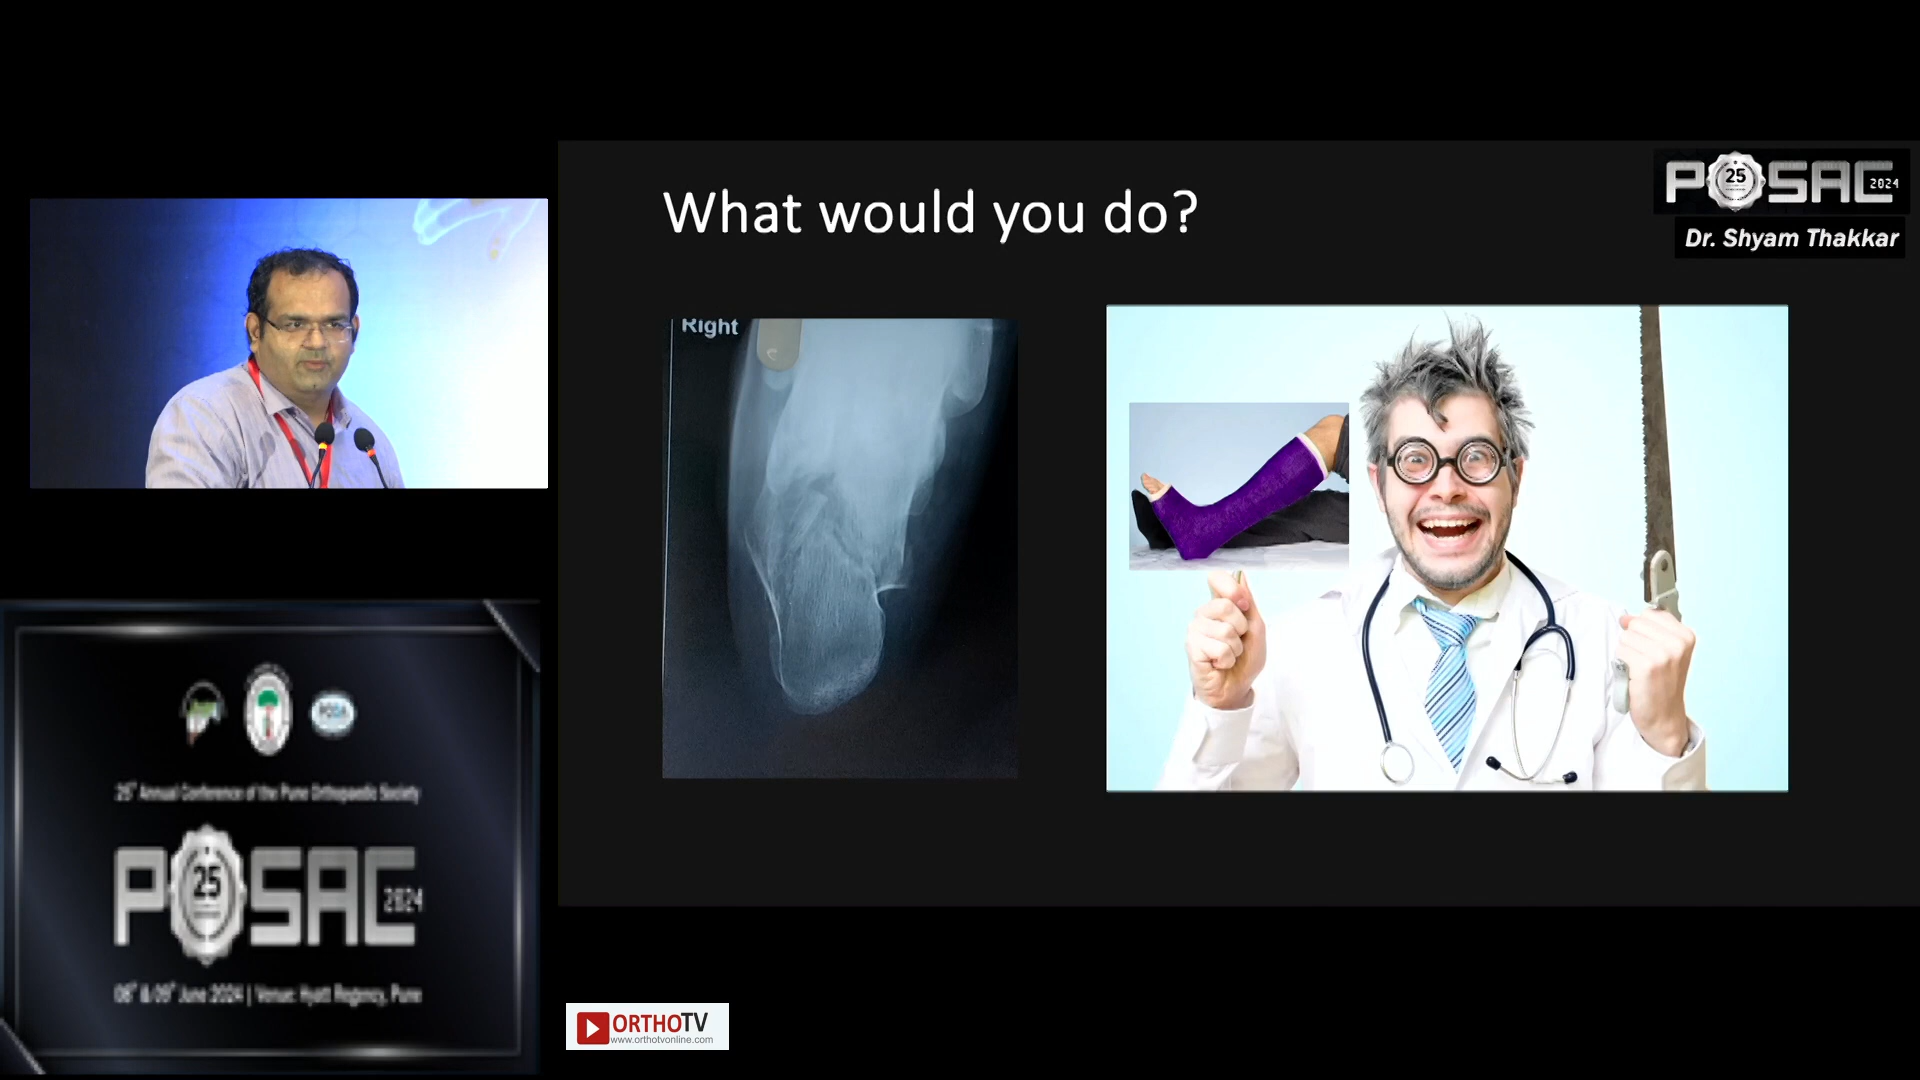 What would you do?
POSAC 2024
25
Dr. Shyam Thakkar
Right
25th Annual Conference of the Pune Orthopaedic Society
POSAC 2024
25
08th & 09th June 2024 | Venue: Hyatt Regency, Pune
ORTHOTV
www.orthotvonline.com